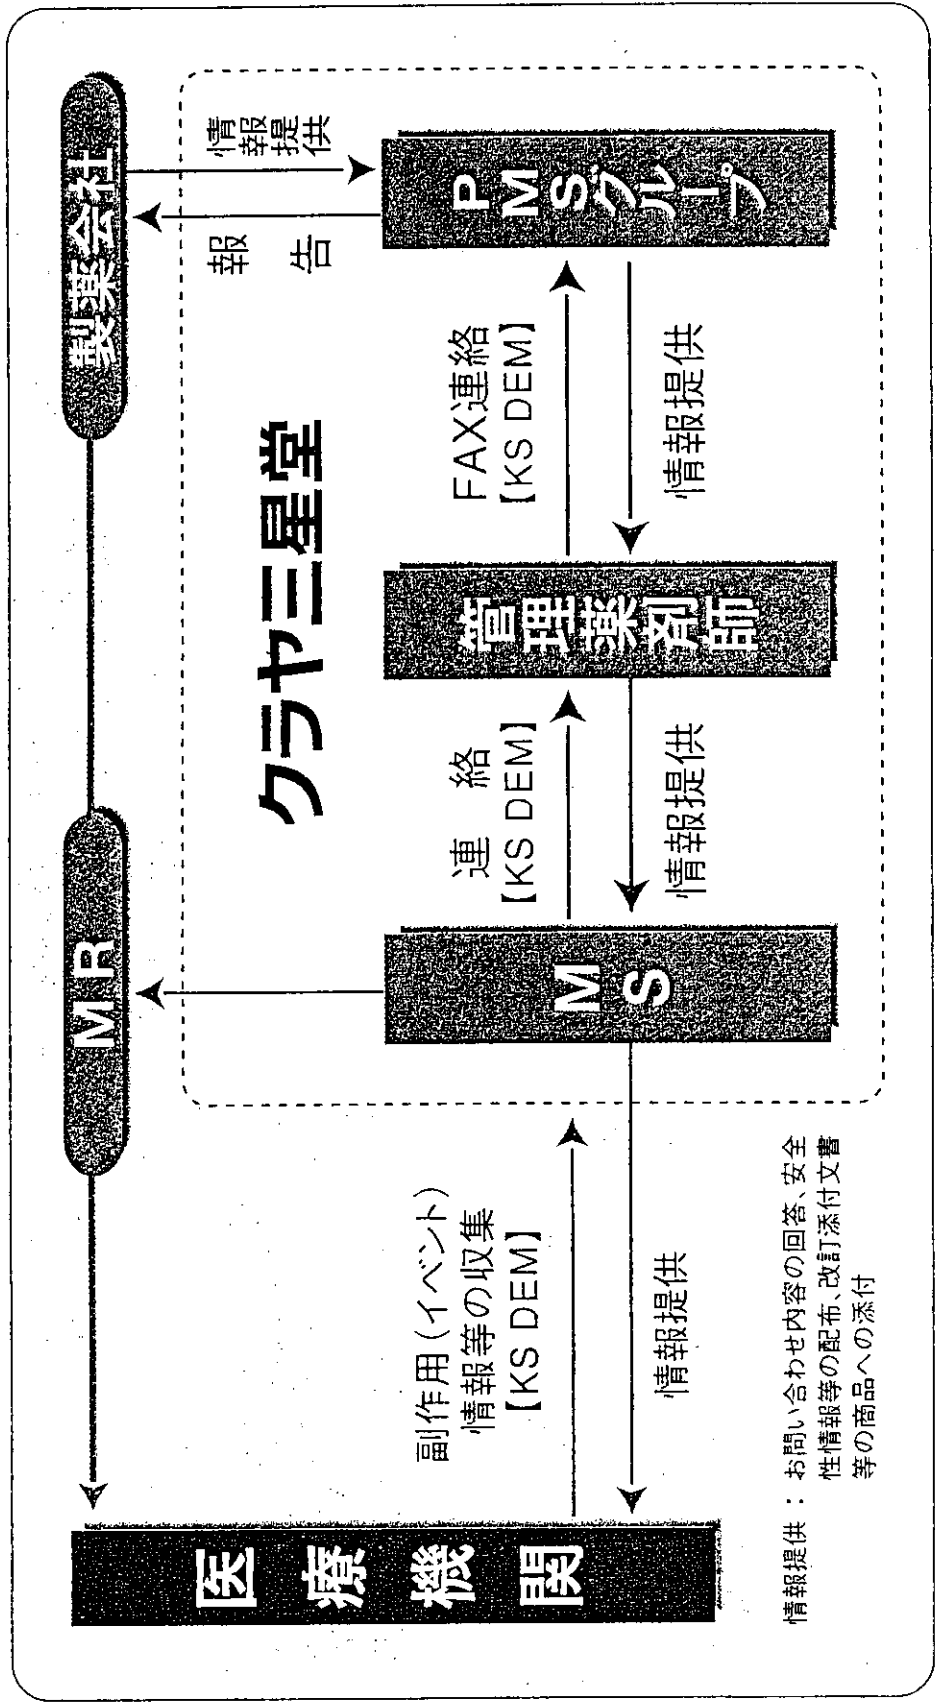 MR
製薬会社
クラヤ三星堂
報告
情報提供
医療機関
副作用(イベント)
情報等の収集
【KS DEM】
情報提供
MS
連絡
【KS DEM】
情報提供
管理薬剤師
FAX連絡
【KS DEM】
情報提供
PMSグループ
情報提供 : お問い合わせ内容の回答、安全
性情報等の配布、改訂添付文書
等の商品への添付